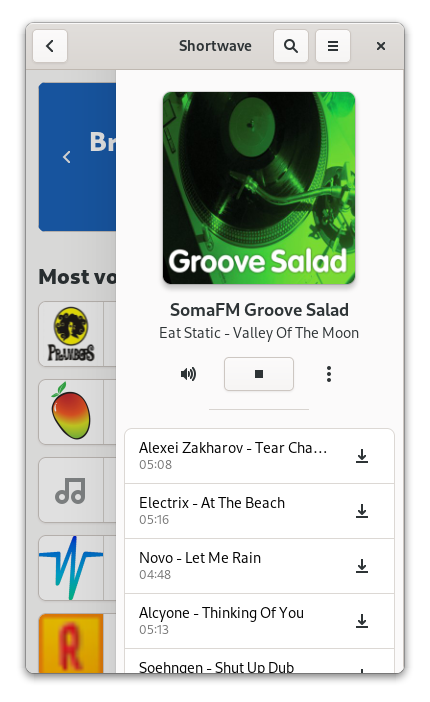 Shortwave
Br
Most vo
Groove Salad
SomaFM Groove Salad
Eat Static - Valley Of The Moon
Alexei Zakharov - Tear Cha…
05:08
Electrix - At The Beach
05:16
Novo - Let Me Rain
04:48
Alcyone - Thinking Of You
05:13
Soehngen - Shut Up Dub
R